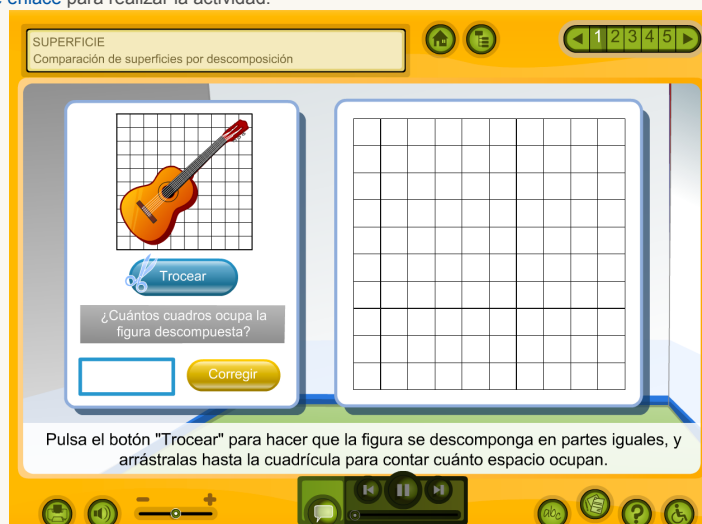 enlace para realizar la actividad.
SUPERFICIE
Comparación de superficies por descomposición
1 2 3 4 5
Trocear
¿Cuántos cuadros ocupa la
figura descompuesta?
Corregir
Pulsa el botón "Trocear" para hacer que la figura se descomponga en partes iguales, y
arrástralas hasta la cuadrícula para contar cuánto espacio ocupan.
abc
?